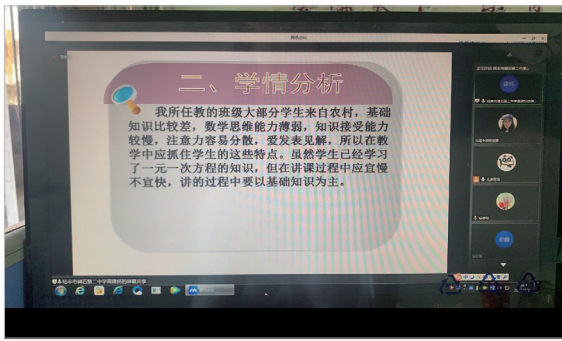 二、学情分析
我所任教的班级大部分学生来自农村，基础
知识比较差，数学思维能力薄弱，知识接受能力
较慢，注意力容易分散，爱发表见解，所以在教
学中应抓住学生的这些特点。虽然学生已经学习
了一元一次方程的知识，但在讲课过程中应宜慢
不宜快，讲的过程中要以基础知识为主。